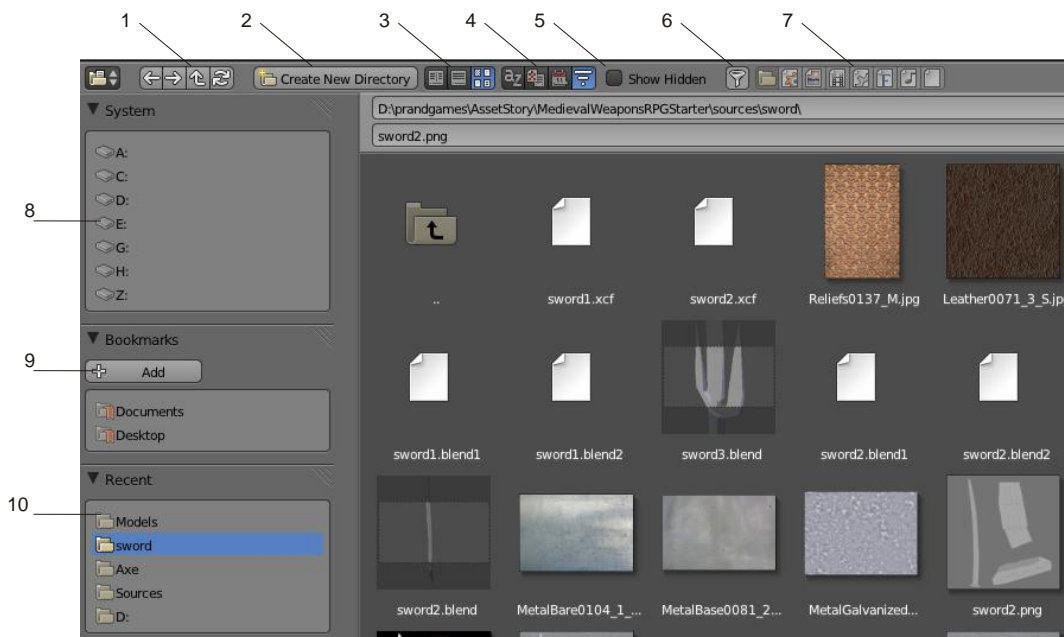 1 2 3 4 5 6 7
Create New Directory
Show Hidden
System
D:\prandgames\AssetStory\MedievalWeaponsRPGStarter\sources\sword\
sword2.png
A:
C:
D:
8
E:
G:
H:
Z:
.. sword1.xcf sword2.xcf Reliefs0137_M.jpg Leather0071_3_S.jp
Bookmarks
9
Add
Documents
Desktop
sword1.blend1 sword1.blend2 sword3.blend sword2.blend1 sword2.blend2
Recent
10
Models
sword
Axe
Sources
D:
sword2.blend MetalBare0104_1_... MetalBase0081_2... MetalGalvanized... sword2.png